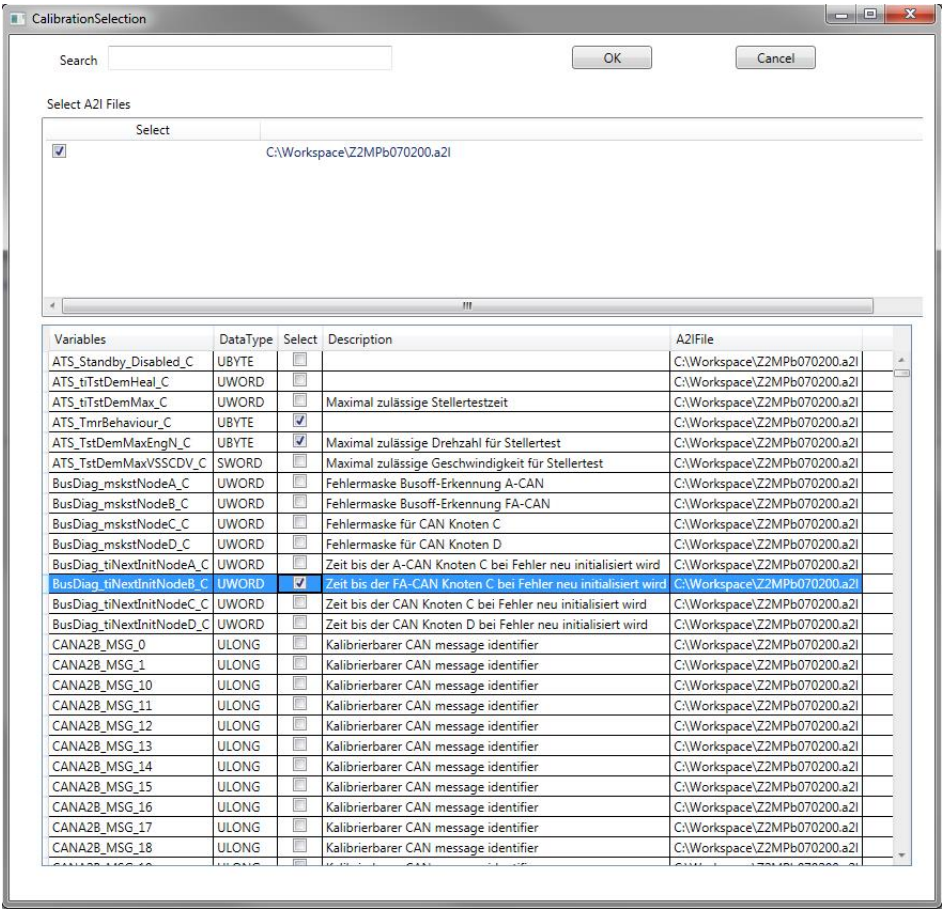 CalibrationSelection
Search OK Cancel
Select A2l Files
Select
C:\Workspace\Z2MPb070200.a2l
Variables DataType Select Description A2lFile
ATS_Standby_Disabled_C UBYTE C:\Workspace\Z2MPb070200.a2l
ATS_tiTstDemHeal_C UWORD C:\Workspace\Z2MPb070200.a2l
ATS_tiTstDemMax_C UWORD Maximal zulässige Stellertestzeit C:\Workspace\Z2MPb070200.a2l
ATS_TmrBehaviour_C UBYTE C:\Workspace\Z2MPb070200.a2l
ATS_TstDemMaxEngN_C UBYTE Maximal zulässige Drehzahl für Stellertest C:\Workspace\Z2MPb070200.a2l
ATS_TstDemMaxVSSCDV_C SWORD Maximal zulässige Geschwindigkeit für Stellertest C:\Workspace\Z2MPb070200.a2l
BusDiag_mskstNodeA_C UWORD Fehlermaske Busoff-Erkennung A-CAN C:\Workspace\Z2MPb070200.a2l
BusDiag_mskstNodeB_C UWORD Fehlermaske Busoff-Erkennung FA-CAN C:\Workspace\Z2MPb070200.a2l
BusDiag_mskstNodeC_C UWORD Fehlermaske für CAN Knoten C C:\Workspace\Z2MPb070200.a2l
BusDiag_mskstNodeD_C UWORD Fehlermaske für CAN Knoten D C:\Workspace\Z2MPb070200.a2l
BusDiag_tiNextInitNodeA_C UWORD Zeit bis der A-CAN Knoten C bei Fehler neu initialisiert wird C:\Workspace\Z2MPb070200.a2l
BusDiag_tiNextInitNodeB_C UWORD Zeit bis der FA-CAN Knoten C bei Fehler neu initialisiert wird C:\Workspace\Z2MPb070200.a2l
BusDiag_tiNextInitNodeC_C UWORD Zeit bis der CAN Knoten C bei Fehler neu initialisiert wird C:\Workspace\Z2MPb070200.a2l
BusDiag_tiNextInitNodeD_C UWORD Zeit bis der CAN Knoten D bei Fehler neu initialisiert wird C:\Workspace\Z2MPb070200.a2l
CANA2B_MSG_0 ULONG Kalibrierbarer CAN message identifier C:\Workspace\Z2MPb070200.a2l
CANA2B_MSG_1 ULONG Kalibrierbarer CAN message identifier C:\Workspace\Z2MPb070200.a2l
CANA2B_MSG_10 ULONG Kalibrierbarer CAN message identifier C:\Workspace\Z2MPb070200.a2l
CANA2B_MSG_11 ULONG Kalibrierbarer CAN message identifier C:\Workspace\Z2MPb070200.a2l
CANA2B_MSG_12 ULONG Kalibrierbarer CAN message identifier C:\Workspace\Z2MPb070200.a2l
CANA2B_MSG_13 ULONG Kalibrierbarer CAN message identifier C:\Workspace\Z2MPb070200.a2l
CANA2B_MSG_14 ULONG Kalibrierbarer CAN message identifier C:\Workspace\Z2MPb070200.a2l
CANA2B_MSG_15 ULONG Kalibrierbarer CAN message identifier C:\Workspace\Z2MPb070200.a2l
CANA2B_MSG_16 ULONG Kalibrierbarer CAN message identifier C:\Workspace\Z2MPb070200.a2l
CANA2B_MSG_17 ULONG Kalibrierbarer CAN message identifier C:\Workspace\Z2MPb070200.a2l
CANA2B_MSG_18 ULONG Kalibrierbarer CAN message identifier C:\Workspace\Z2MPb070200.a2l